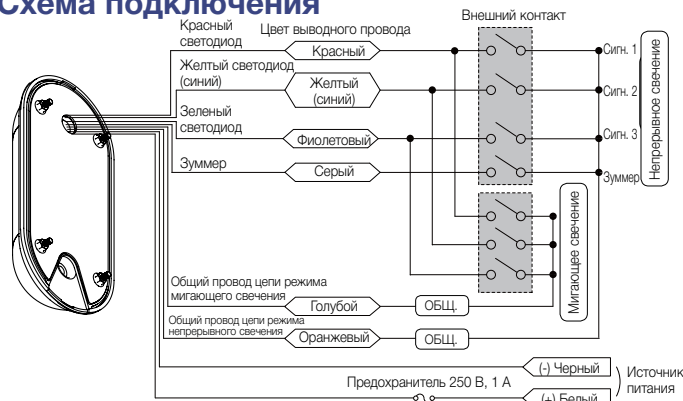 Схема подключения
Красный
светодиод
Цвет выводного провода
Внешний контакт
Красный
Сигн. 1
Желтый светодиод
(синий)
Желтый
(синий)
Сигн. 2
Зеленый
светодиод
Фиолетовый
Сигн. 3
Зуммер
Серый
Зуммер
Непрерывное свечение
Мигающее свечение
Общий провод цепи режима
мигающего свечения
Голубой
ОБЩ.
Общий провод цепи режима
непрерывного свечения
Оранжевый
ОБЩ.
(-) Черный
Источник
питания
Предохранитель 250 В, 1 А
(+) Белый